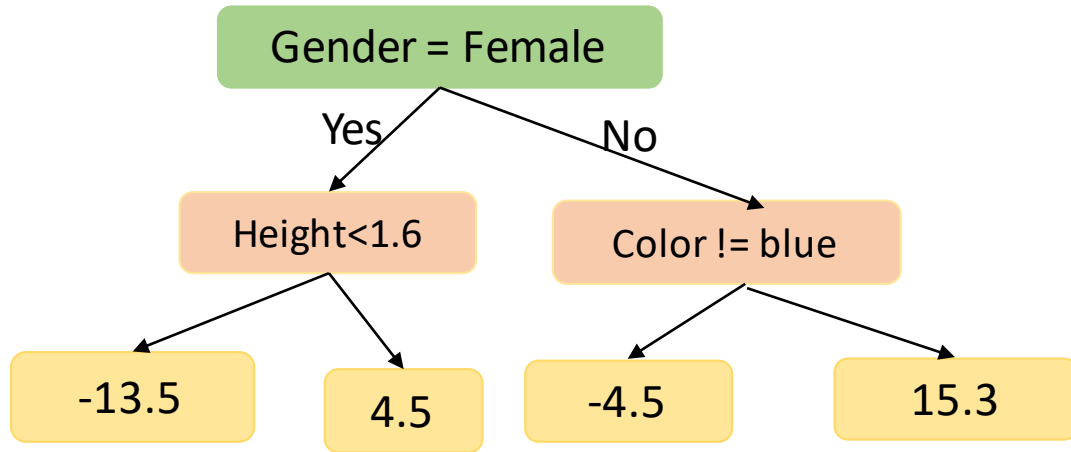 Gender = Female
Yes
No
Height<1.6
Color != blue
-13.5
4.5
-4.5
15.3